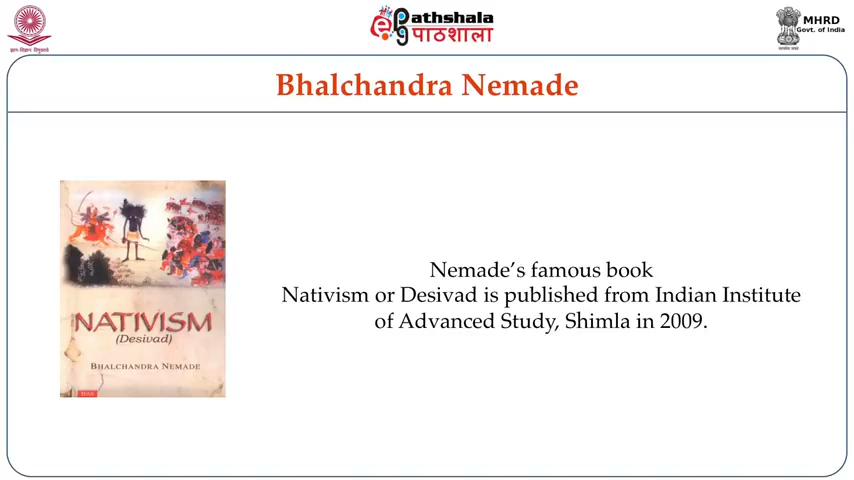 ePathshala
पाठशाला
MHRD
Govt. of India
Bhalchandra Nemade
NATIVISM
(Desivad)
BHALCHANDRA NEMADE
Nemade’s famous book
Nativism or Desivad is published from Indian Institute
of Advanced Study, Shimla in 2009.